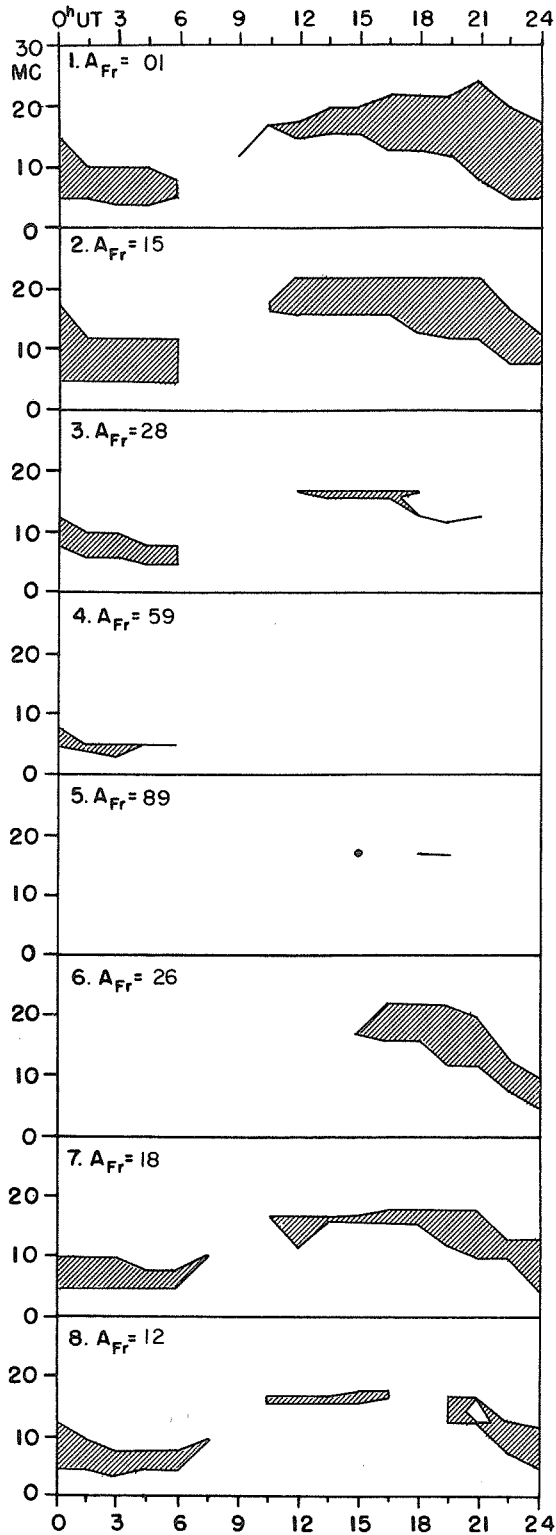 0ʰ UT 3 6 9 12 15 18 21 24
30
MC
1. A_Fr = 01
20
10
0
2. A_Fr = 15
20
10
0
3. A_Fr = 28
20
10
0
4. A_Fr = 59
20
10
0
5. A_Fr = 89
20
10
0
6. A_Fr = 26
20
10
0
7. A_Fr = 18
20
10
0
8. A_Fr = 12
20
10
0
0 3 6 9 12 15 18 21 24